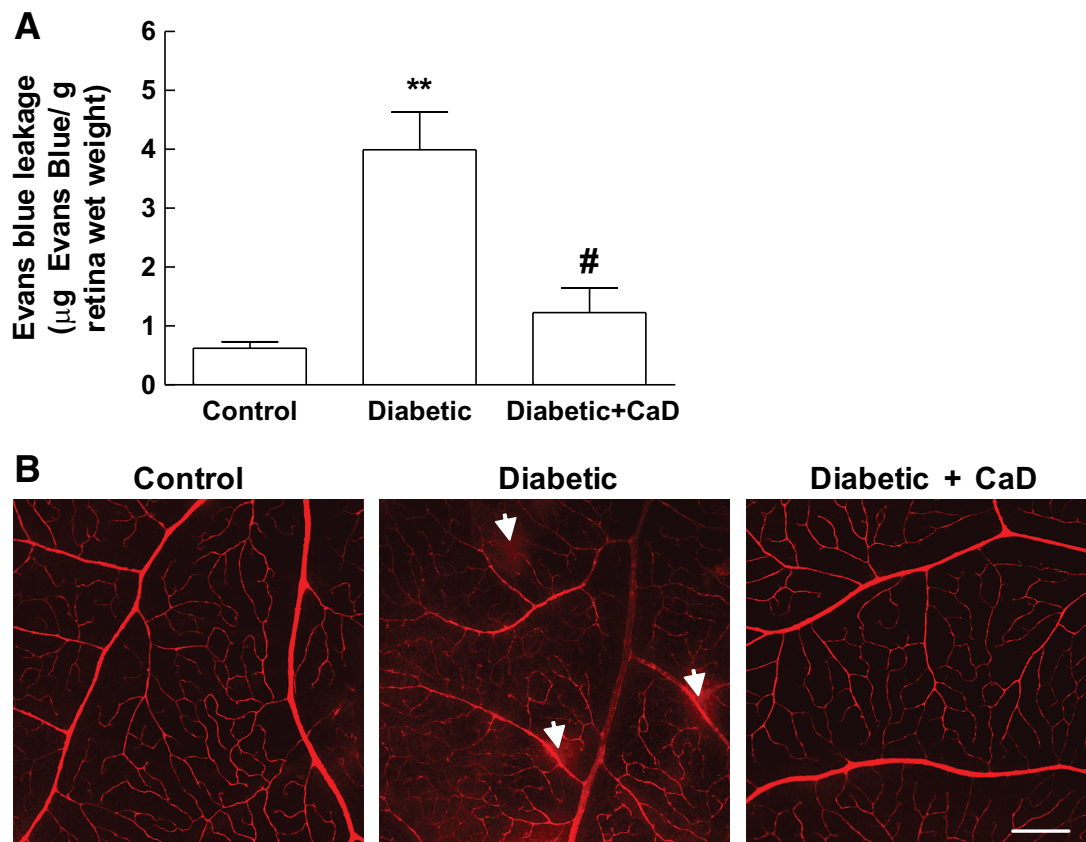 A
Evans blue leakage
(μg Evans Blue/ g
retina wet weight)
6
5
4
3
2
1
0
**
#
Control Diabetic Diabetic+CaD
B
Control Diabetic Diabetic + CaD